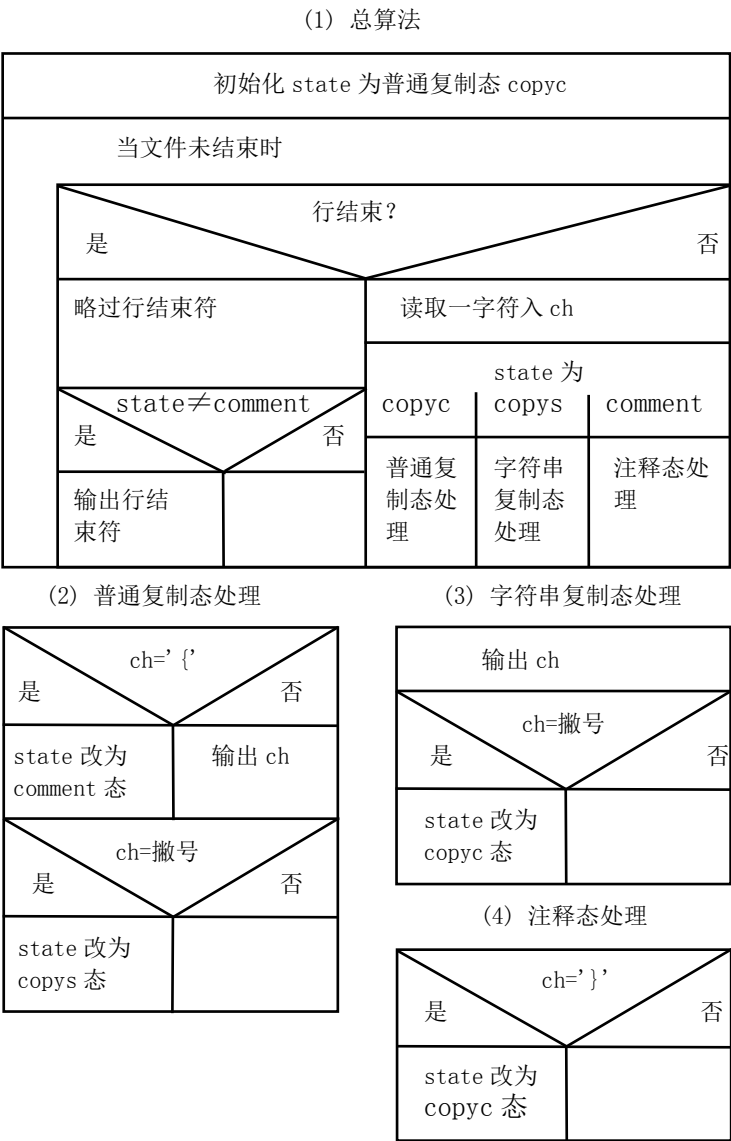 (1) 总算法
初始化 state 为普通复制态 copyc
当文件未结束时
行结束?
是
否
略过行结束符
读取一字符入 ch
state≠comment
是
否
state 为
copyc
copys
comment
输出行结
束符
普通复
制态处
理
字符串
复制态
处理
注释态处
理
(2) 普通复制态处理
ch='{'
是
否
state 改为
comment 态
输出 ch
ch=撇号
是
否
state 改为
copys 态
(3) 字符串复制态处理
输出 ch
ch=撇号
是
否
state 改为
copyc 态
(4) 注释态处理
ch='}'
是
否
state 改为
copyc 态